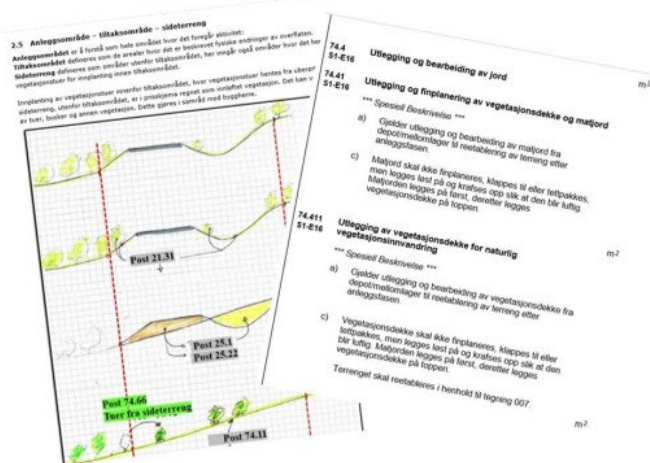 2.5 Anleggsområde – tiltaksområde – sideterreng
Anleggsområdet er å forstå som hele området hvor det foregår aktivitet:
Tiltaksområdet defineres som de arealer hvor det er beskrevet fysiske endringer av overflaten.
Sideterreng defineres som områder utenfor tiltaksområdet, her inngår også områder hvor det hen
vegetasjonstuer for innplanting innen tiltaksområdet.
Innplanting av vegetasjonstuer innenfor tiltaksområdet, hvor vegetasjonstuer hentes fra uberørt
sideterreng, utenfor tiltaksområdet, er i prisskjema regnet som innløftet vegetasjon. Det kan v
av tuer, busker og annen vegetasjon. Dette gjøres i samråd med byggherre.
Post 21.31
Post 25.1
Post 25.22
Post 74.66
Tuer fra sideterreng
Post 74.11
74.4
S1-E16
Utlegging og bearbeiding av jord
m2
74.41
S1-E16
Utlegging og finplanering av vegetasjonsdekke og matjord
*** Spesiell Beskrivelse ***
a) Gjelder utlegging og bearbeiding av matjord fra
depot/mellomlager til reetablering av terreng etter
anleggsfasen.
c) Matjord skal ikke finplaneres, klappes til eller tettpakkes,
men legges løst på og krafses opp slik at den blir luftig.
Matjorden legges på først, deretter legges
vegetasjonsdekke på toppen.
m2
74.411
S1-E16
Utlegging av vegetasjonsdekke for naturlig
vegetasjonsinnvandring
*** Spesiell Beskrivelse ***
a) Gjelder utlegging og bearbeiding av vegetasjonsdekke fra
depot/mellomlager til reetablering av terreng etter
anleggsfasen.
c) Vegetasjonsdekke skal ikke finplaneres, klappes til eller
tettpakkes, men legges løst på og krafses opp slik at den
blir luftig. Matjorden legges på først, deretter legges
vegetasjonsdekke på toppen.
Terrenget skal reetableres i henhold til tegning 007.
m2